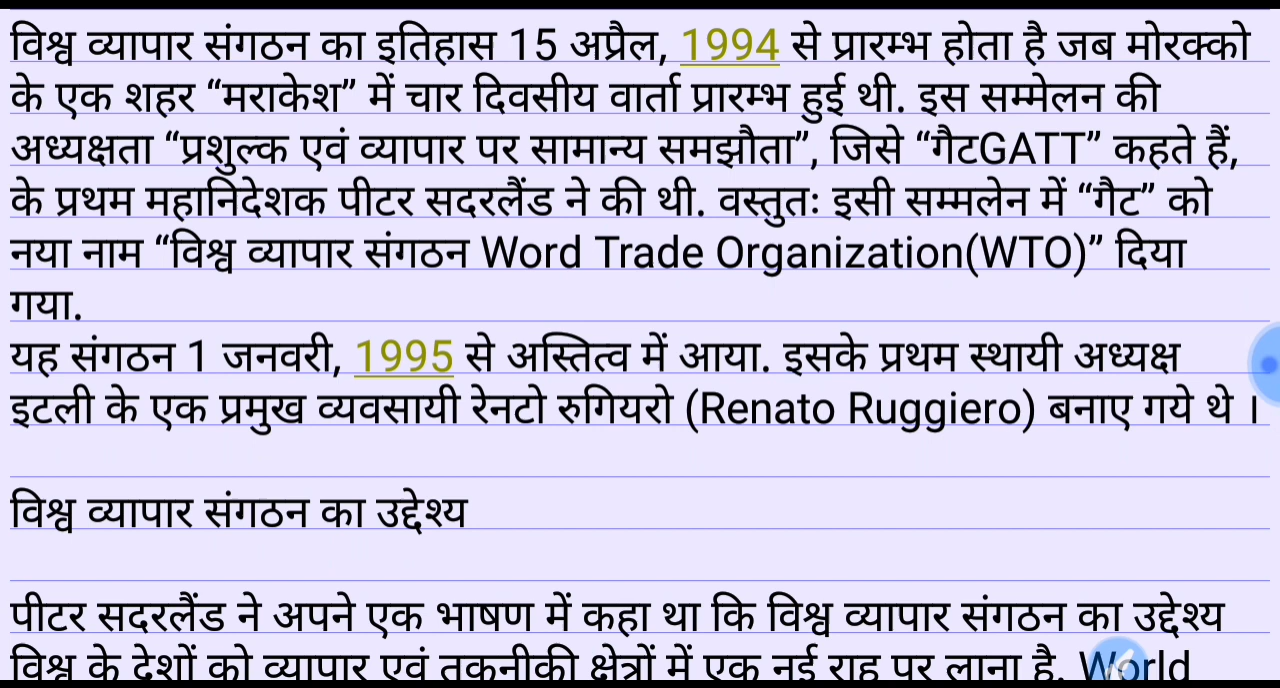 विश्व व्यापार संगठन का इतिहास 15 अप्रैल, 1994 से प्रारम्भ होता है जब मोरक्को
के एक शहर “मराकेश” में चार दिवसीय वार्ता प्रारम्भ हुई थी. इस सम्मेलन की
अध्यक्षता “प्रशुल्क एवं व्यापार पर सामान्य समझौता”, जिसे “गैटGATT” कहते हैं,
के प्रथम महानिदेशक पीटर सदरलैंड ने की थी. वस्तुतः इसी सम्मलेन में “गैट” को
नया नाम “विश्व व्यापार संगठन Word Trade Organization(WTO)” दिया
गया.
यह संगठन 1 जनवरी, 1995 से अस्तित्व में आया. इसके प्रथम स्थायी अध्यक्ष
इटली के एक प्रमुख व्यवसायी रेनटो रुगियरो (Renato Ruggiero) बनाए गये थे ।
विश्व व्यापार संगठन का उद्देश्य
पीटर सदरलैंड ने अपने एक भाषण में कहा था कि विश्व व्यापार संगठन का उद्देश्य
विश्व के देशों को व्यापार एवं तकनीकी क्षेत्रों में एक नई राह पर लाना है. World